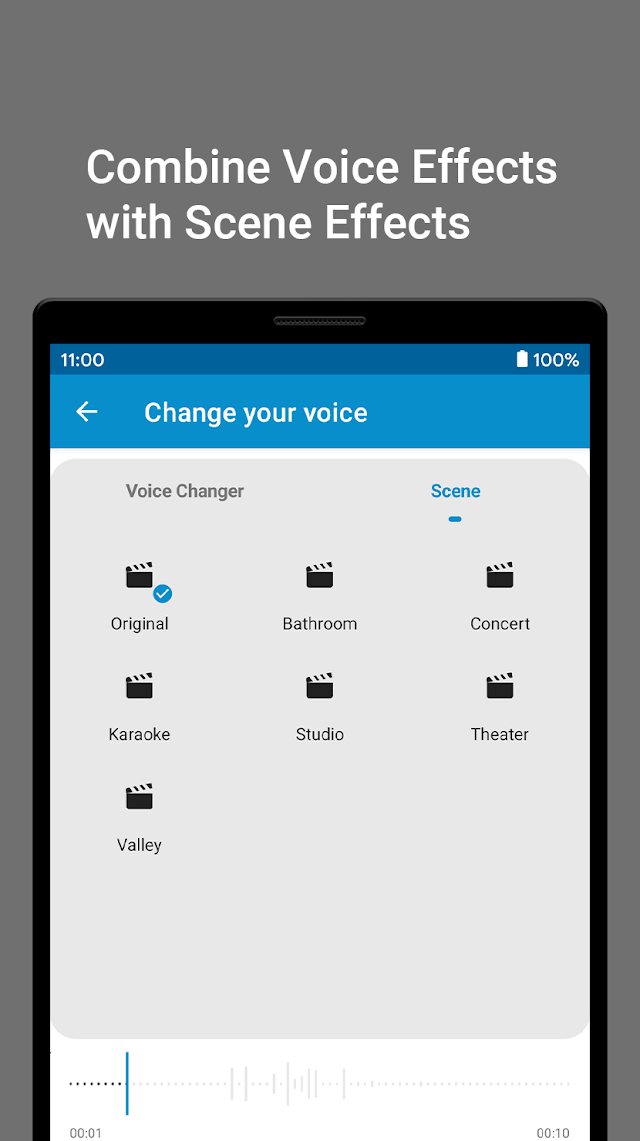 Combine Voice Effects
with Scene Effects
11:00 100%
Change your voice
Voice Changer Scene
Original Bathroom Concert
Karaoke Studio Theater
Valley
00:01 00:10